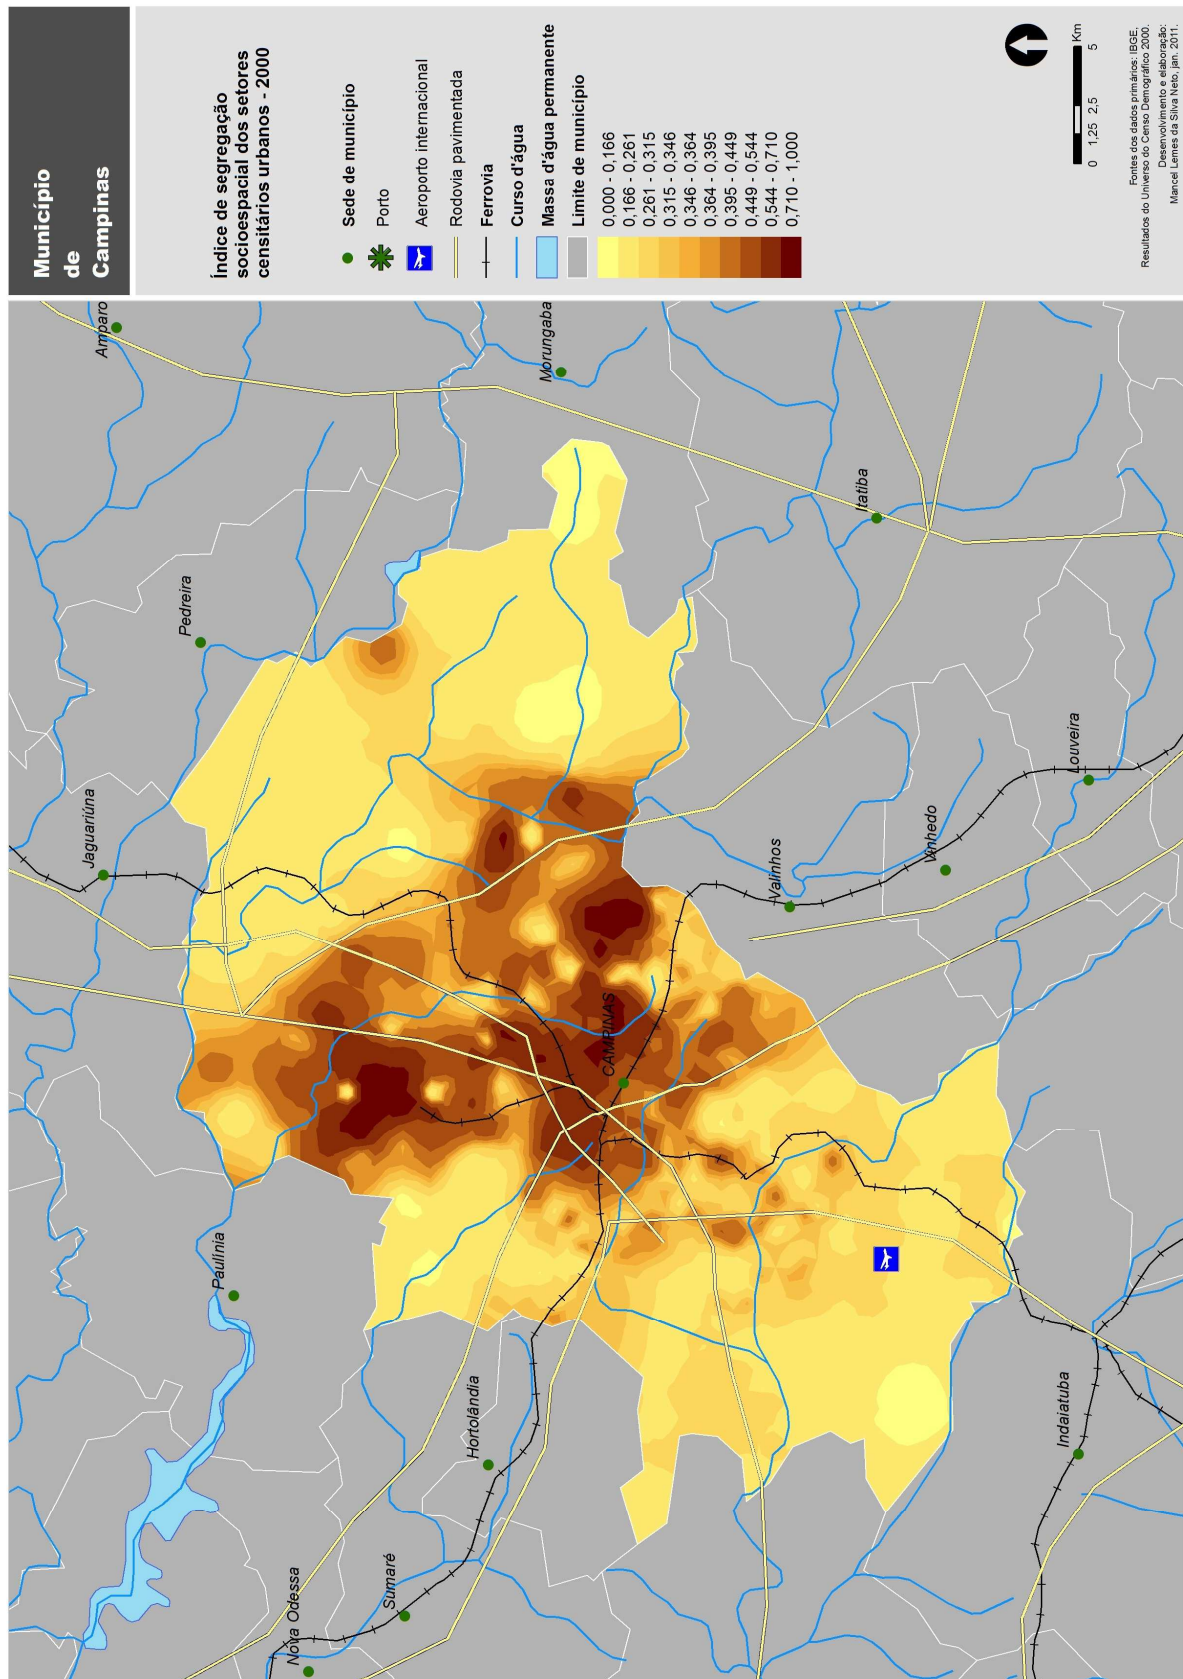 Município
de
Campinas
Índice de segregação
socioespacial dos setores
censitários urbanos - 2000
Sede de município
Porto
Aeroporto internacional
Rodovia pavimentada
Ferrovia
Curso d'água
Massa d'água permanente
Limite de município
0,000 - 0,166
0,166 - 0,261
0,261 - 0,315
0,315 - 0,346
0,346 - 0,364
0,364 - 0,395
0,395 - 0,449
0,449 - 0,544
0,544 - 0,710
0,710 - 1,000
0 1,25 2,5 5
Km
Fontes dos dados primários: IBGE.
Resultados do Universo do Censo Demográfico 2000.
Desenvolvimento e elaboração:
Manoel Lemes da Silva Neto, jan. 2011.
Amparo
Morungaba
Pedreira
Itatiba
Jaguariúna
Louveira
Vinhedo
Valinhos
CAMPINAS
Paulínia
Hortolândia
Indaiatuba
Sumaré
Nova Odessa